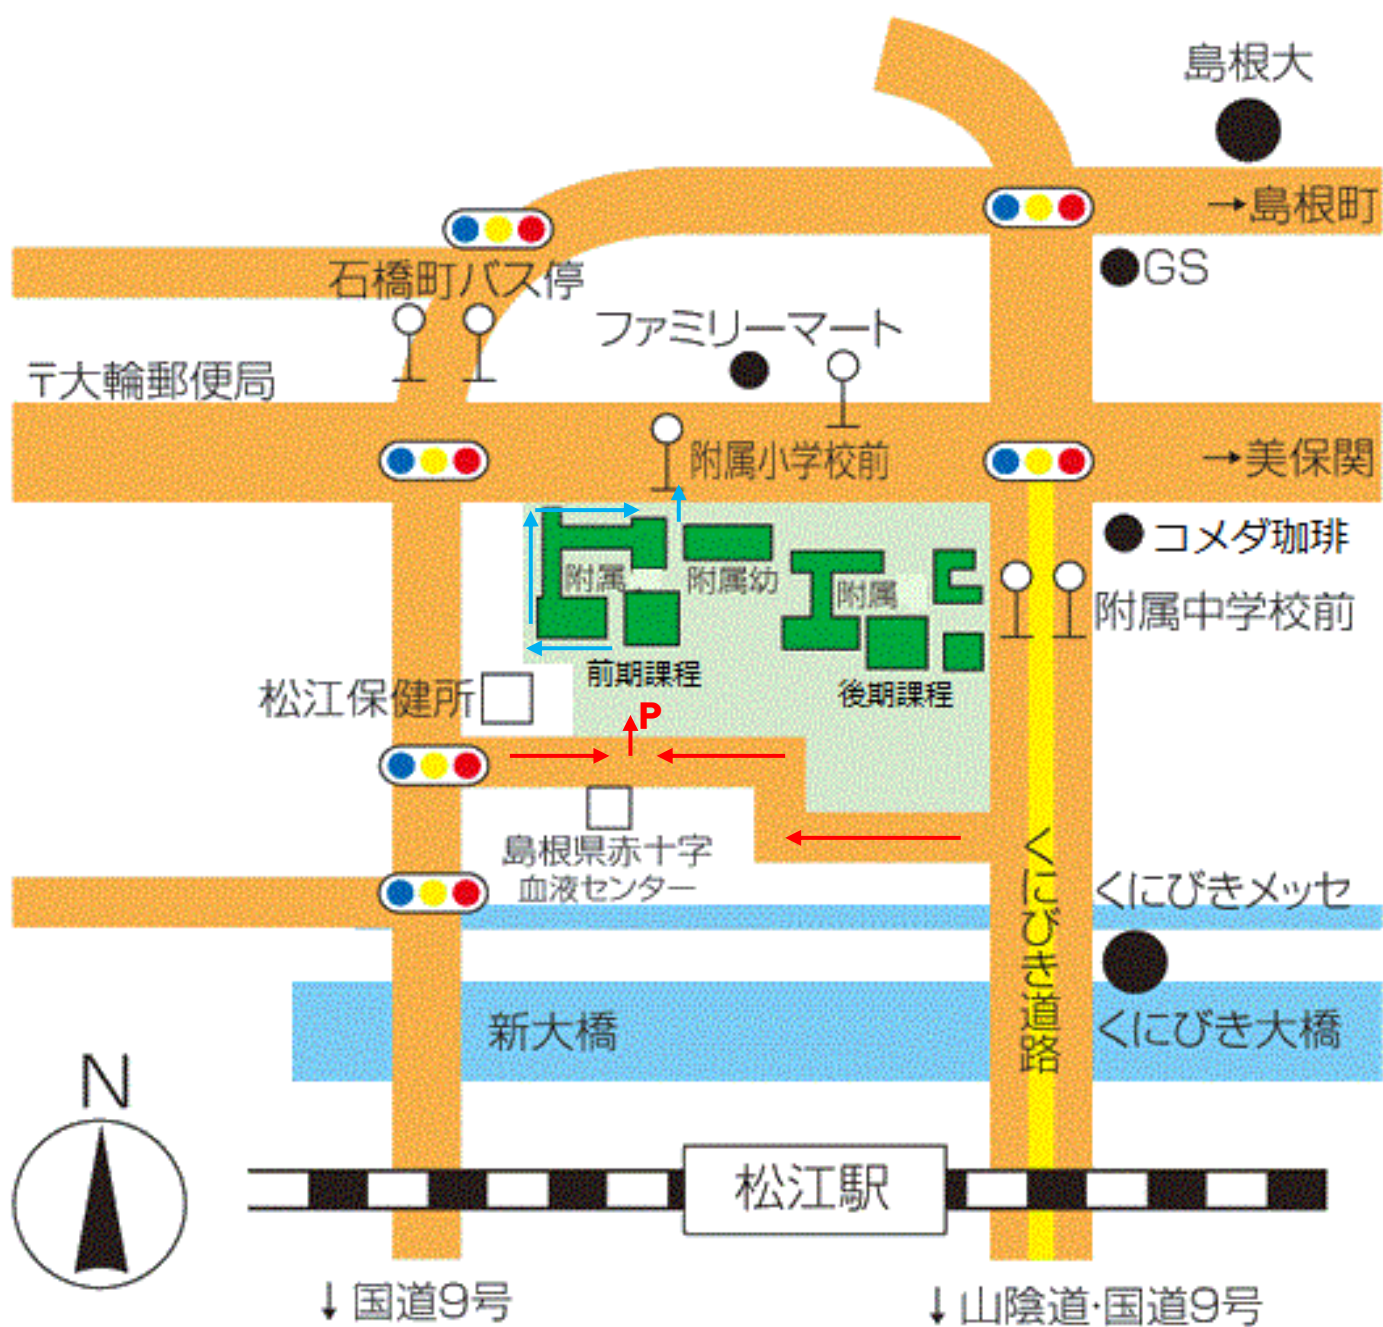 島根大
→島根町
石橋町バス停
GS
ファミリーマート
〒大輪郵便局
附属小学校前
→美保関
コメダ珈琲
附属
附属幼
附属
附属中学校前
前期課程
後期課程
松江保健所
P
島根県赤十字
血液センター
くにびき道路
くにびきメッセ
新大橋
くにびき大橋
N
松江駅
↓国道9号
↓山陰道・国道9号